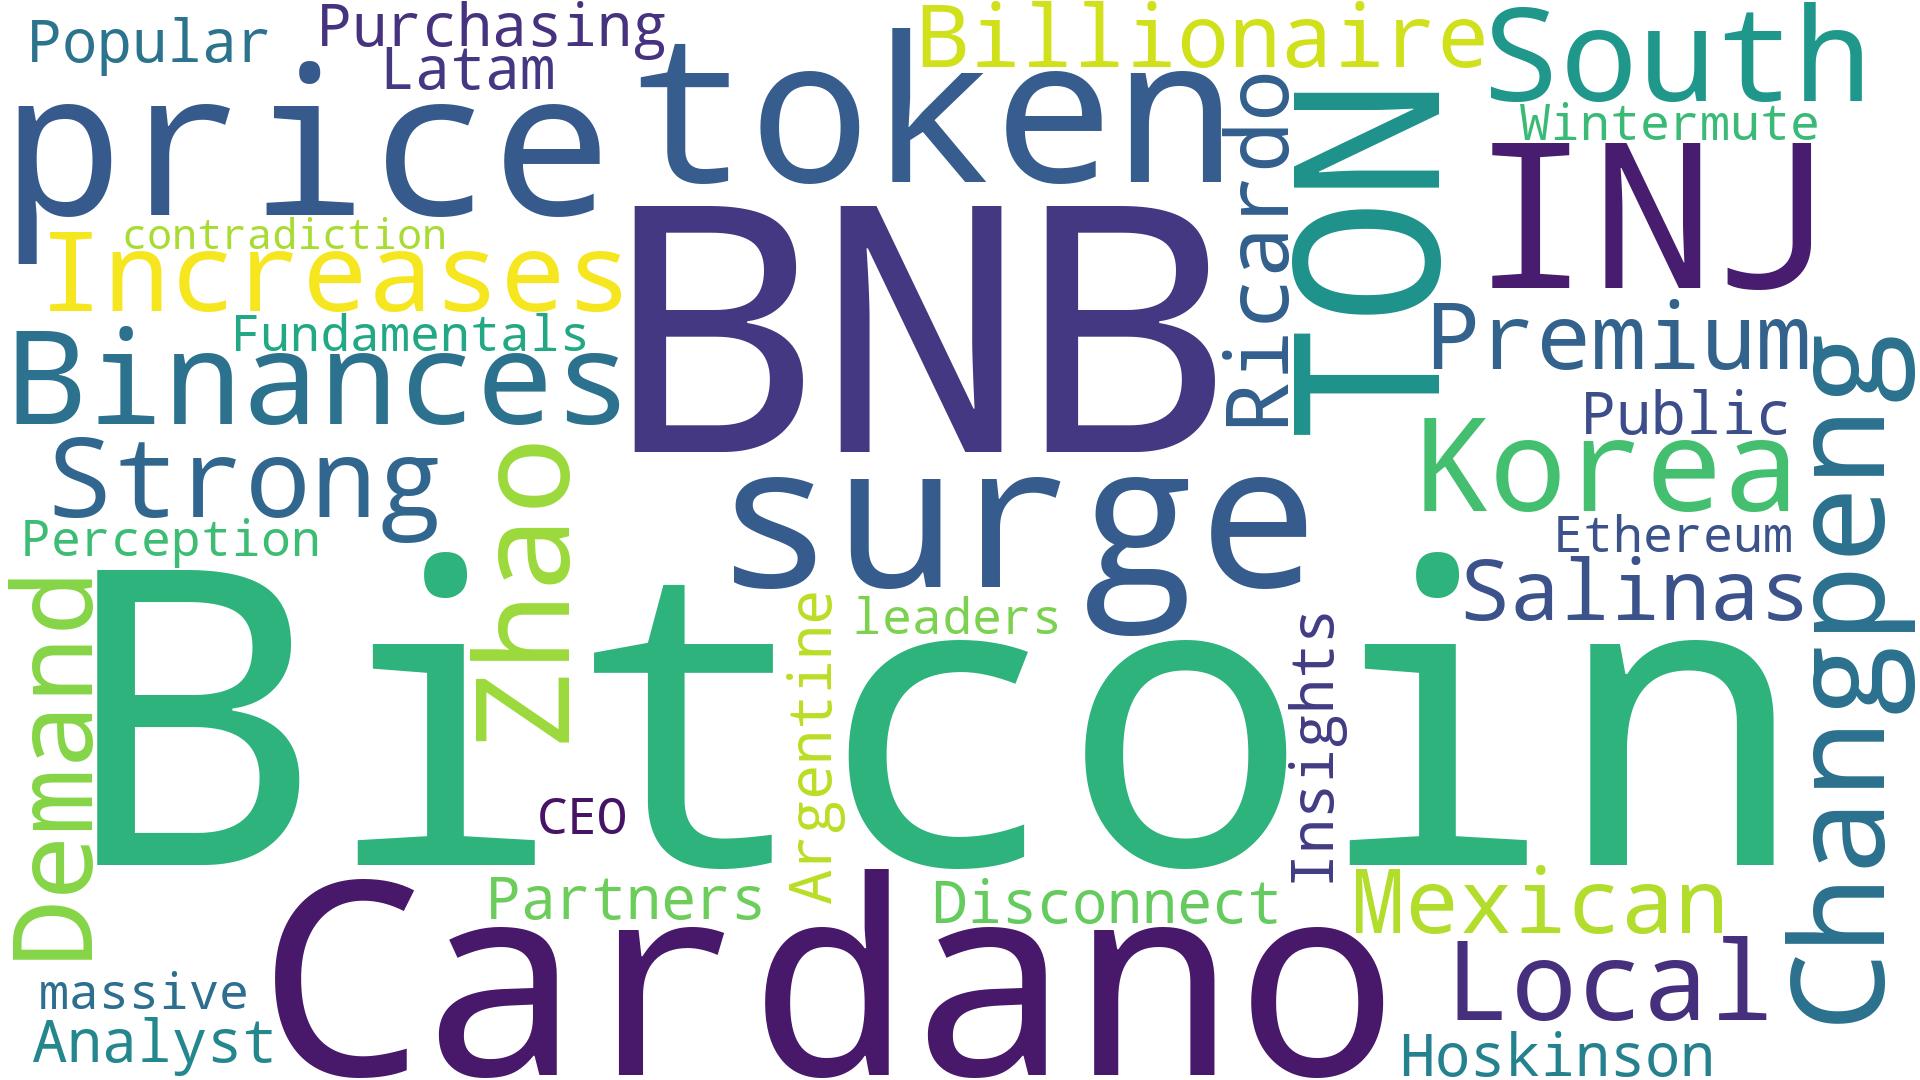 Popular
Purchasing
Latam
Billionaire
South
price
token
Wintermute
Ricardo
TON
INJ
contradiction
Increases
BNB
Fundamentals
Binances
Premium
Public
Changpeng
Strong
Zhao
surge
Korea
Ethereum
Perception
Salinas
Demand
Bitcoin
leaders
Argentine
Insights
CEO
Partners
Disconnect
Mexican
Cardano
Local
massive
Analyst
Hoskinson